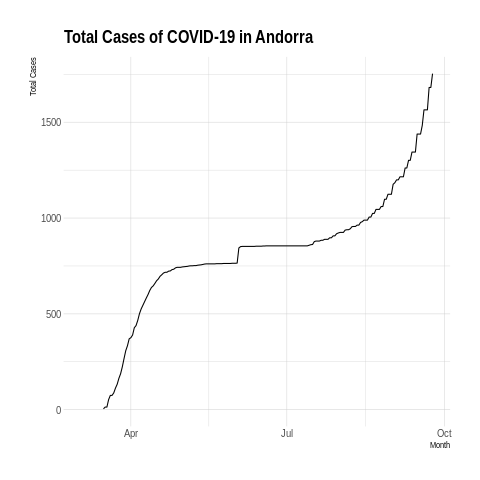 Total Cases of COVID-19 in Andorra
Total Cases
1500
1000
500
0
Apr
Jul
Oct
Month